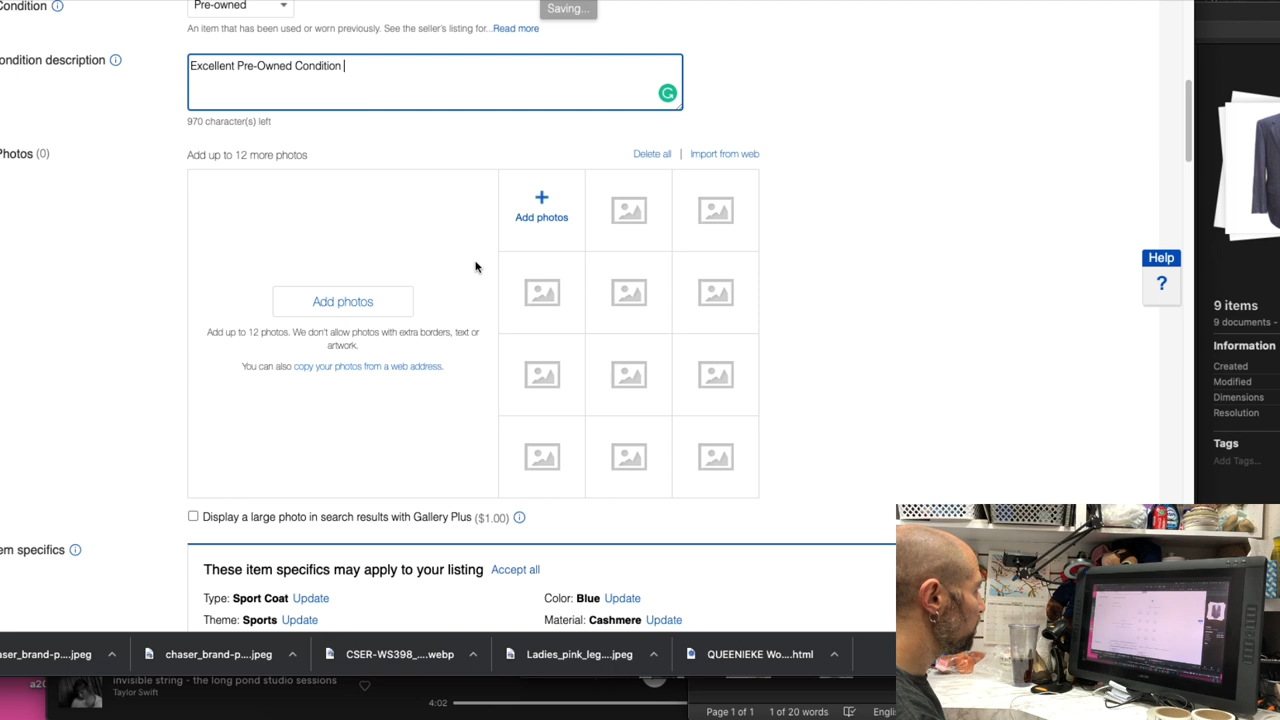 Condition
Pre-owned
Saving...
An item that has been used or worn previously. See the seller's listing for...Read more
ondition description
Excellent Pre-Owned Condition
970 character(s) left
Photos (0)
Add up to 12 more photos
Delete all | Import from web
Add photos
Add photos
Add up to 12 photos. We don't allow photos with extra borders, text or
artwork.
You can also copy your photos from a web address.
Help
?
9 items
9 documents -
Information
Created
Modified
Dimensions
Resolution
Tags
Add Tags...
Display a large photo in search results with Gallery Plus ($1.00)
em specifics
These item specifics may apply to your listing Accept all
Type: Sport Coat Update
Color: Blue Update
Theme: Sports Update
Material: Cashmere Update
aser_brand-p....jpeg
chaser_brand-p....jpeg
CSER-WS398_....webp
Ladies_pink_leg....jpeg
QUEENIEKE Wo....html
a20
invisible string - the long pond studio sessions
Taylor Swift
4:02
Page 1 of 1
1 of 20 words
Englis